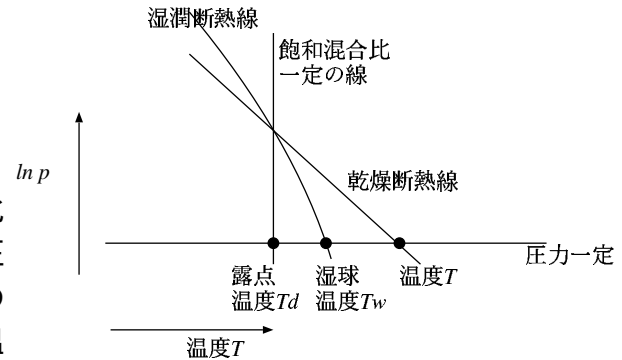 湿潤断熱線
飽和混合比
一定の線
ln p
乾燥断熱線
圧力一定
露点
温度Td
湿球
温度Tw
温度T
温度T